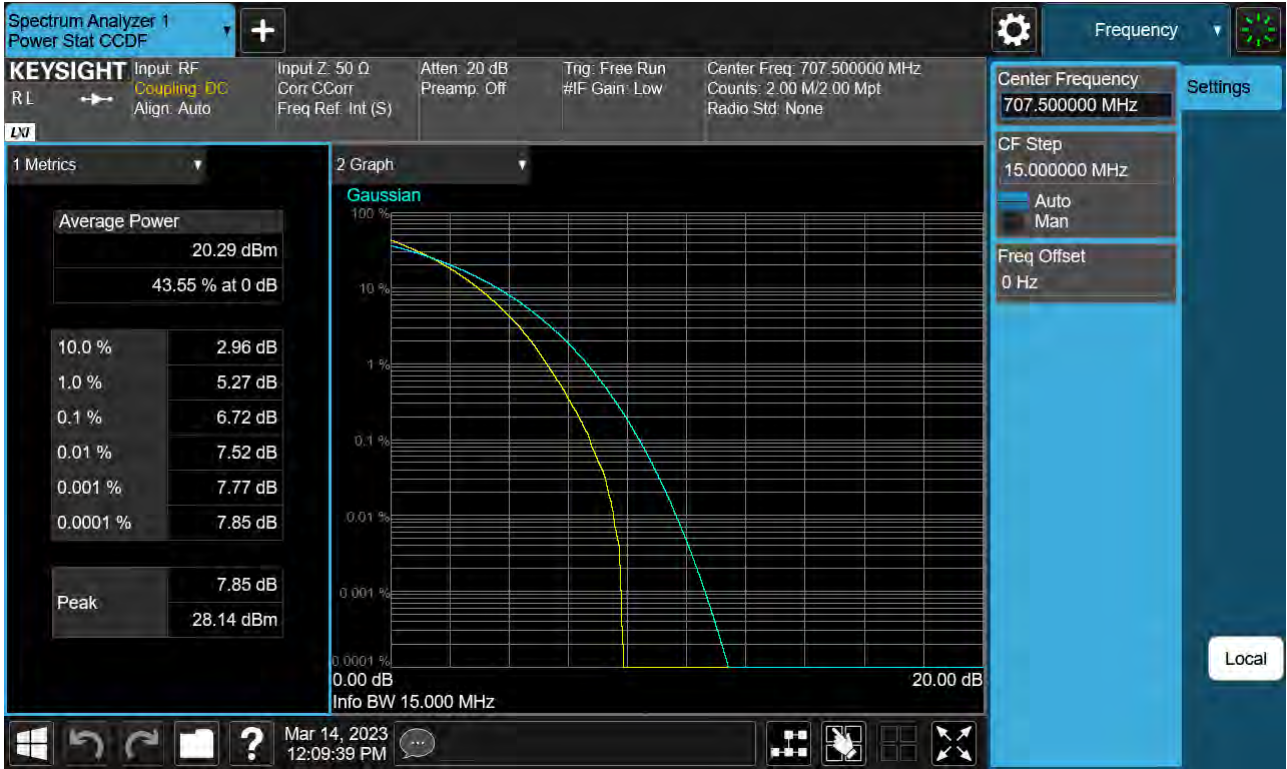 Spectrum Analyzer 1
Power Stat CCDF
+
Frequency
KEYSIGHT
RL
LXI
Input: RF
Coupling: DC
Align: Auto
Input Z: 50 Ω
Corr CCorr
Freq Ref: Int (S)
Atten: 20 dB
Preamp: Off
Trig: Free Run
#IF Gain: Low
Center Freq: 707.500000 MHz
Counts: 2.00 M/2.00 Mpt
Radio Std: None
Center Frequency
707.500000 MHz
Settings
CF Step
15.000000 MHz
Auto
Man
Freq Offset
0 Hz
Local
1 Metrics
Average Power
20.29 dBm
43.55 % at 0 dB
10.0 % 2.96 dB
1.0 % 5.27 dB
0.1 % 6.72 dB
0.01 % 7.52 dB
0.001 % 7.77 dB
0.0001 % 7.85 dB
Peak
7.85 dB
28.14 dBm
2 Graph
Gaussian
100 %
10 %
1 %
0.1 %
0.01 %
0.001 %
0.0001 %
0.00 dB
20.00 dB
Info BW 15.000 MHz
?
Mar 14, 2023
12:09:39 PM